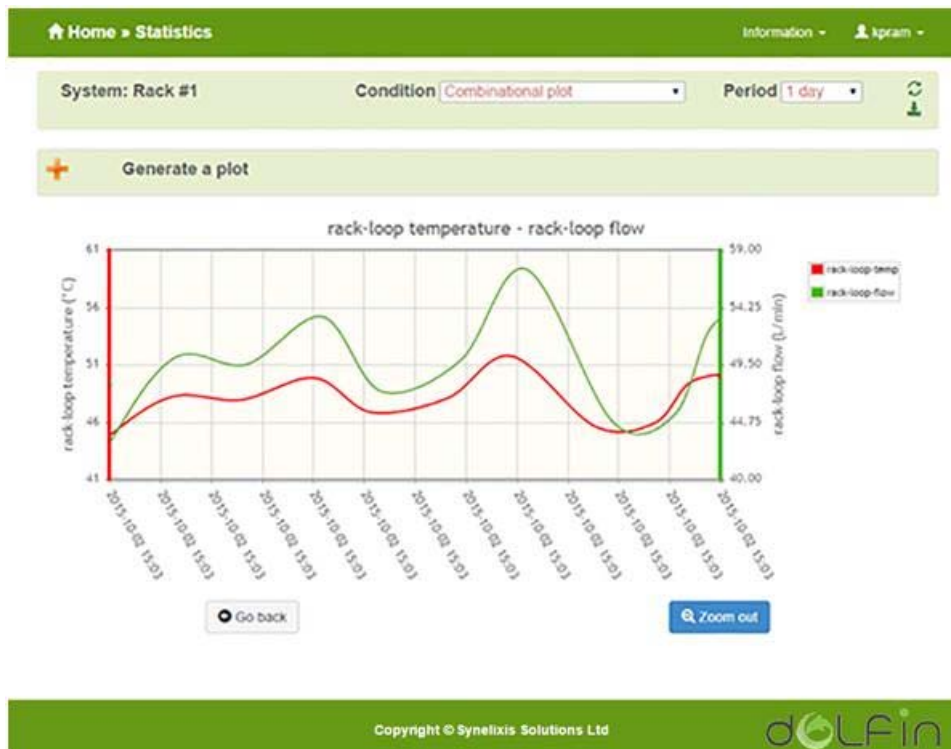 Home » Statistics
Information
kpram
System: Rack #1
Condition Combinational plot
Period 1 day
Generate a plot
rack-loop temperature - rack-loop flow
61
56
51
46
41
rack-loop temperature (°C)
59.00
54.25
49.50
44.75
40.00
rack-loop flow (L/min)
rack-loop-temp
rack-loop-flow
2015-10-02 15:03
2015-10-02 15:03
2015-10-02 15:03
2015-10-02 15:03
2015-10-02 15:03
2015-10-02 15:03
2015-10-02 15:03
2015-10-02 15:03
2015-10-02 15:03
2015-10-02 15:03
2015-10-02 15:03
2015-10-02 15:03
2015-10-02 15:03
Go back
Zoom out
Copyright © Synelixis Solutions Ltd
dOLFin